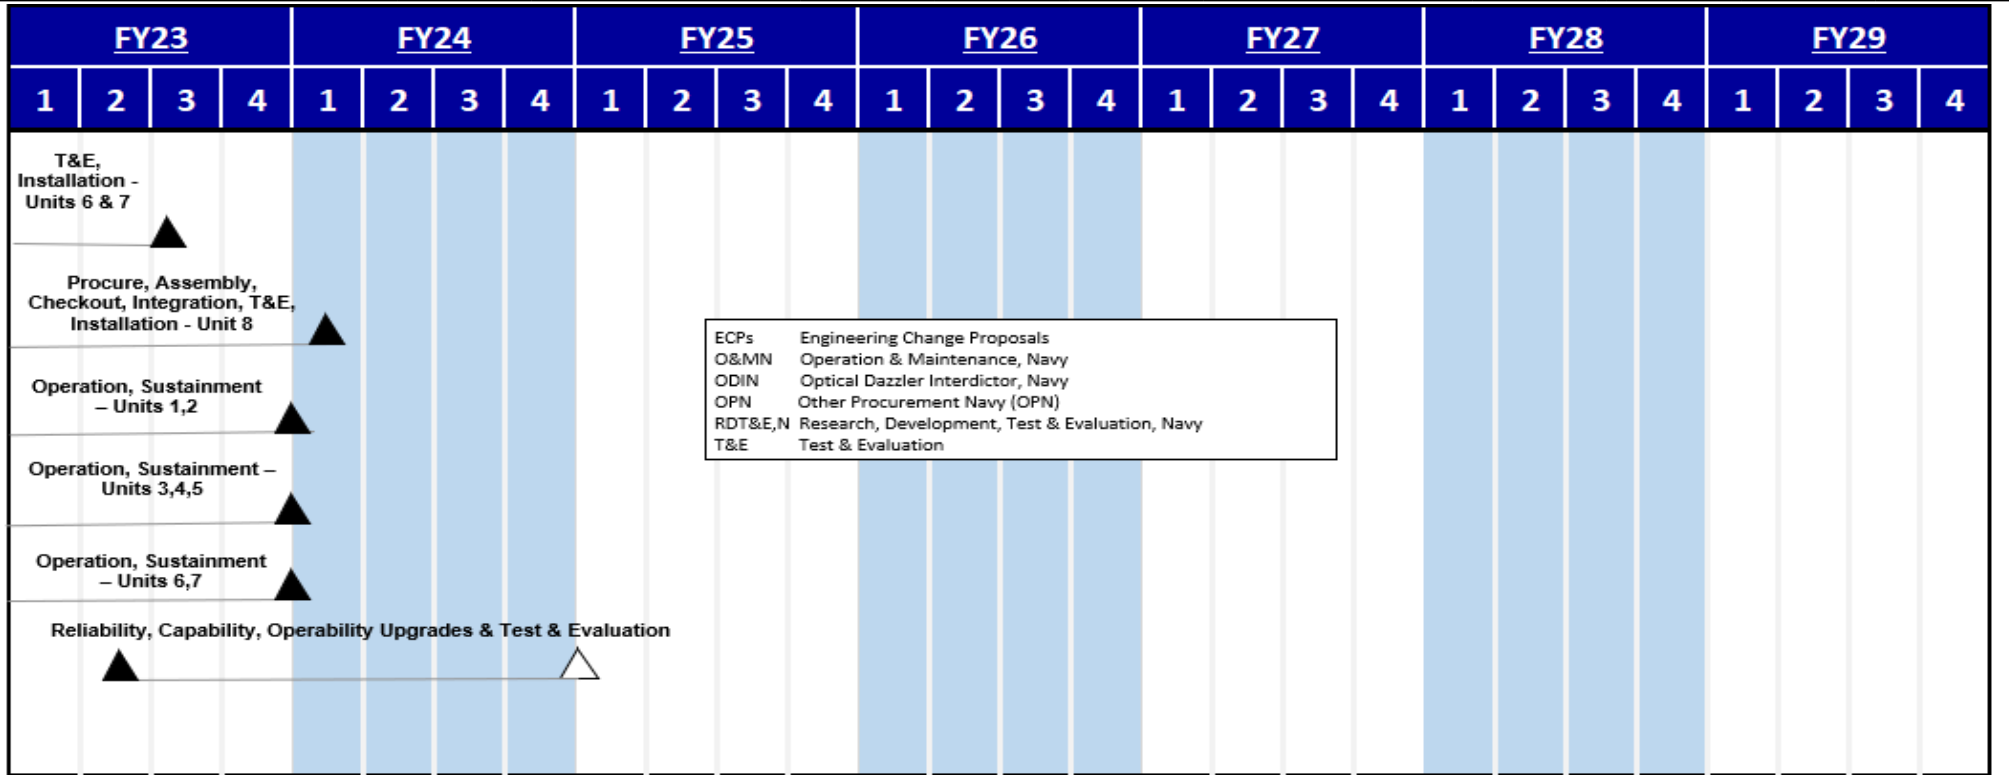 FY23 FY24 FY25 FY26 FY27 FY28 FY29
1 2 3 4 1 2 3 4 1 2 3 4 1 2 3 4 1 2 3 4 1 2 3 4 1 2 3 4
T&E,
Installation -
Units 6 & 7
Procure, Assembly,
Checkout, Integration, T&E,
Installation - Unit 8
Operation, Sustainment
– Units 1,2
Operation, Sustainment –
Units 3,4,5
Operation, Sustainment
– Units 6,7
Reliability, Capability, Operability Upgrades & Test & Evaluation
ECPs Engineering Change Proposals
O&MN Operation & Maintenance, Navy
ODIN Optical Dazzler Interdictor, Navy
OPN Other Procurement Navy (OPN)
RDT&E,N Research, Development, Test & Evaluation, Navy
T&E Test & Evaluation